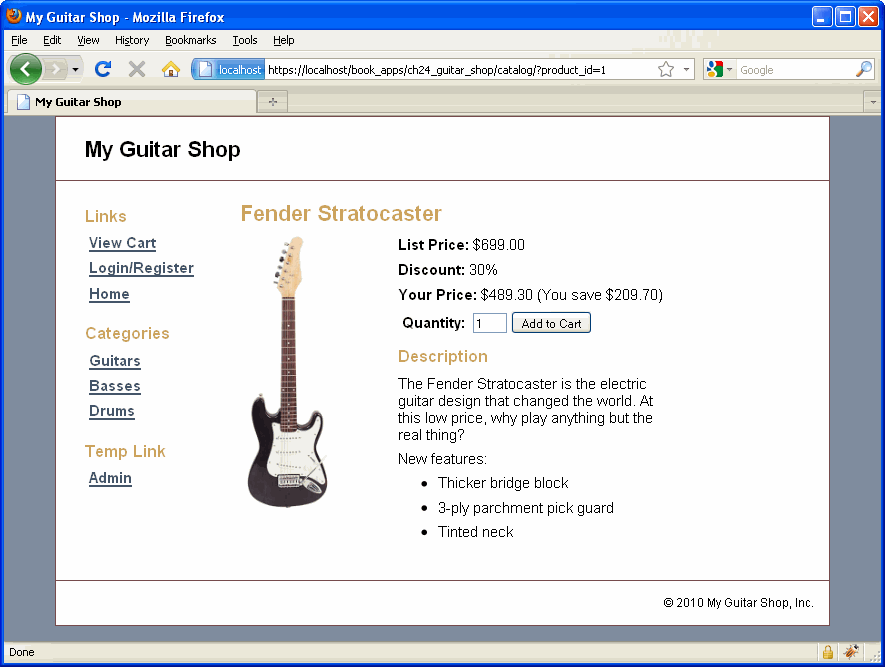 My Guitar Shop - Mozilla Firefox
File Edit View History Bookmarks Tools Help
localhost https://localhost/book_apps/ch24_guitar_shop/catalog/?product_id=1 Google
My Guitar Shop
My Guitar Shop
Links
View Cart
Login/Register
Home
Categories
Guitars
Basses
Drums
Temp Link
Admin
Fender Stratocaster
List Price: $699.00
Discount: 30%
Your Price: $489.30 (You save $209.70)
Quantity: 1 Add to Cart
Description
The Fender Stratocaster is the electric
guitar design that changed the world. At
this low price, why play anything but the
real thing?
New features:
• Thicker bridge block
• 3-ply parchment pick guard
• Tinted neck
© 2010 My Guitar Shop, Inc.
Done